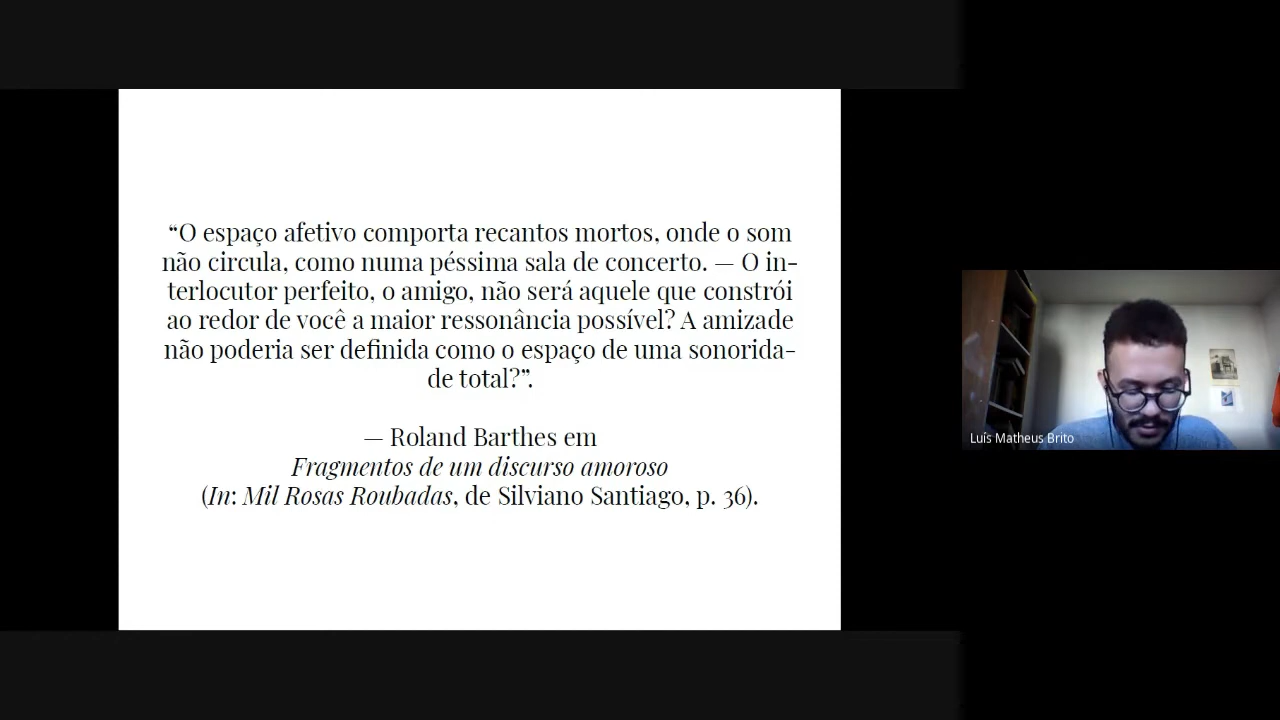 “O espaço afetivo comporta recantos mortos, onde o som
não circula, como numa péssima sala de concerto. — O in-
terlocutor perfeito, o amigo, não será aquele que constrói
ao redor de você a maior ressonância possível? A amizade
não poderia ser definida como o espaço de uma sonorida-
de total?”.
— Roland Barthes em
Fragmentos de um discurso amoroso
(In: Mil Rosas Roubadas, de Silviano Santiago, p. 36).
Luís Matheus Brito